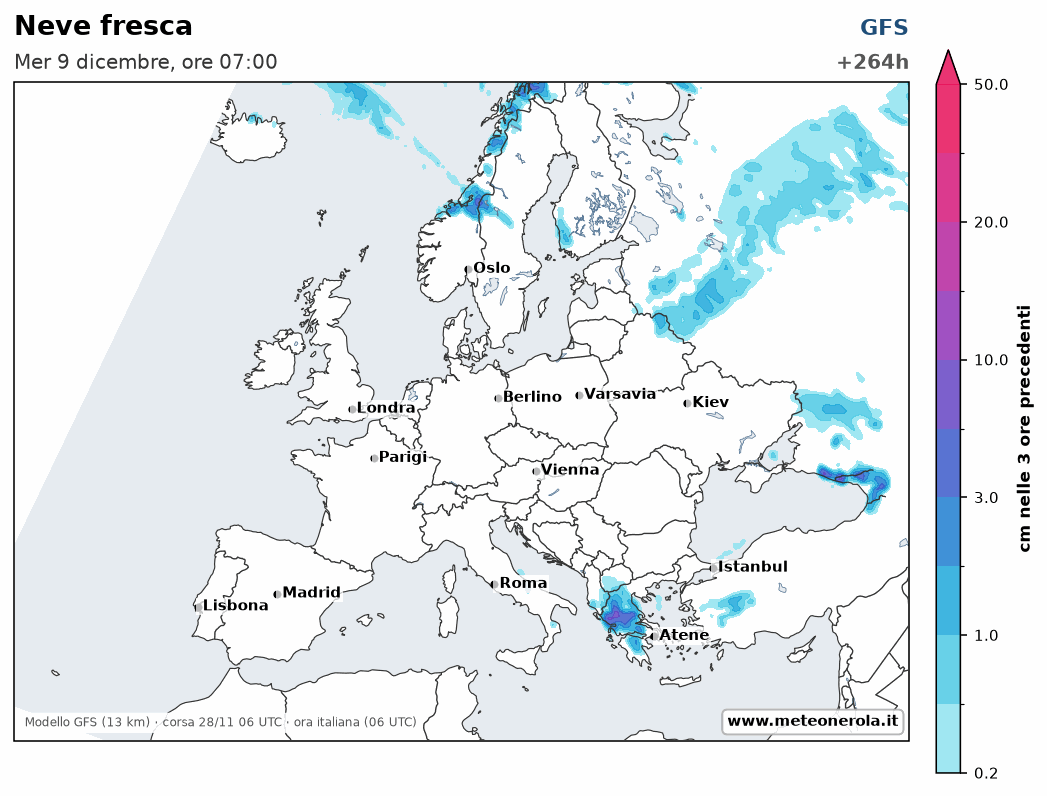 Neve fresca
GFS
Mer 9 dicembre, ore 07:00
+264h
50.0
20.0
10.0
3.0
1.0
0.2
cm nelle 3 ore precedenti
Oslo
Berlino
Varsavia
Kiev
Londra
Parigi
Vienna
Istanbul
Roma
Madrid
Lisbona
Atene
Modello GFS (13 km) · corsa 28/11 06 UTC · ora italiana (06 UTC)
www.meteonerola.it